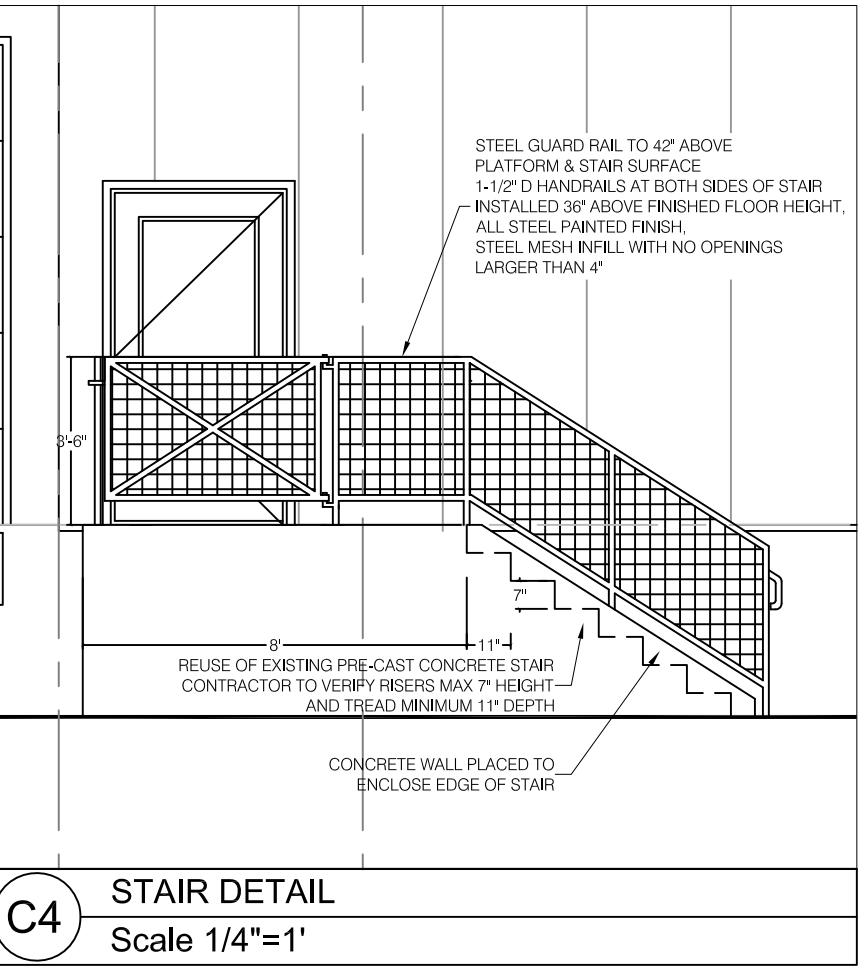 STEEL GUARD RAIL TO 42" ABOVE
PLATFORM & STAIR SURFACE
1-1/2" D HANDRAILS AT BOTH SIDES OF STAIR
INSTALLED 36" ABOVE FINISHED FLOOR HEIGHT,
ALL STEEL PAINTED FINISH,
STEEL MESH INFILL WITH NO OPENINGS
LARGER THAN 4"
3'-6"
7"
8'
11"
REUSE OF EXISTING PRE-CAST CONCRETE STAIR
CONTRACTOR TO VERIFY RISERS MAX 7" HEIGHT
AND TREAD MINIMUM 11" DEPTH
CONCRETE WALL PLACED TO
ENCLOSE EDGE OF STAIR
C4
STAIR DETAIL
Scale 1/4"=1'